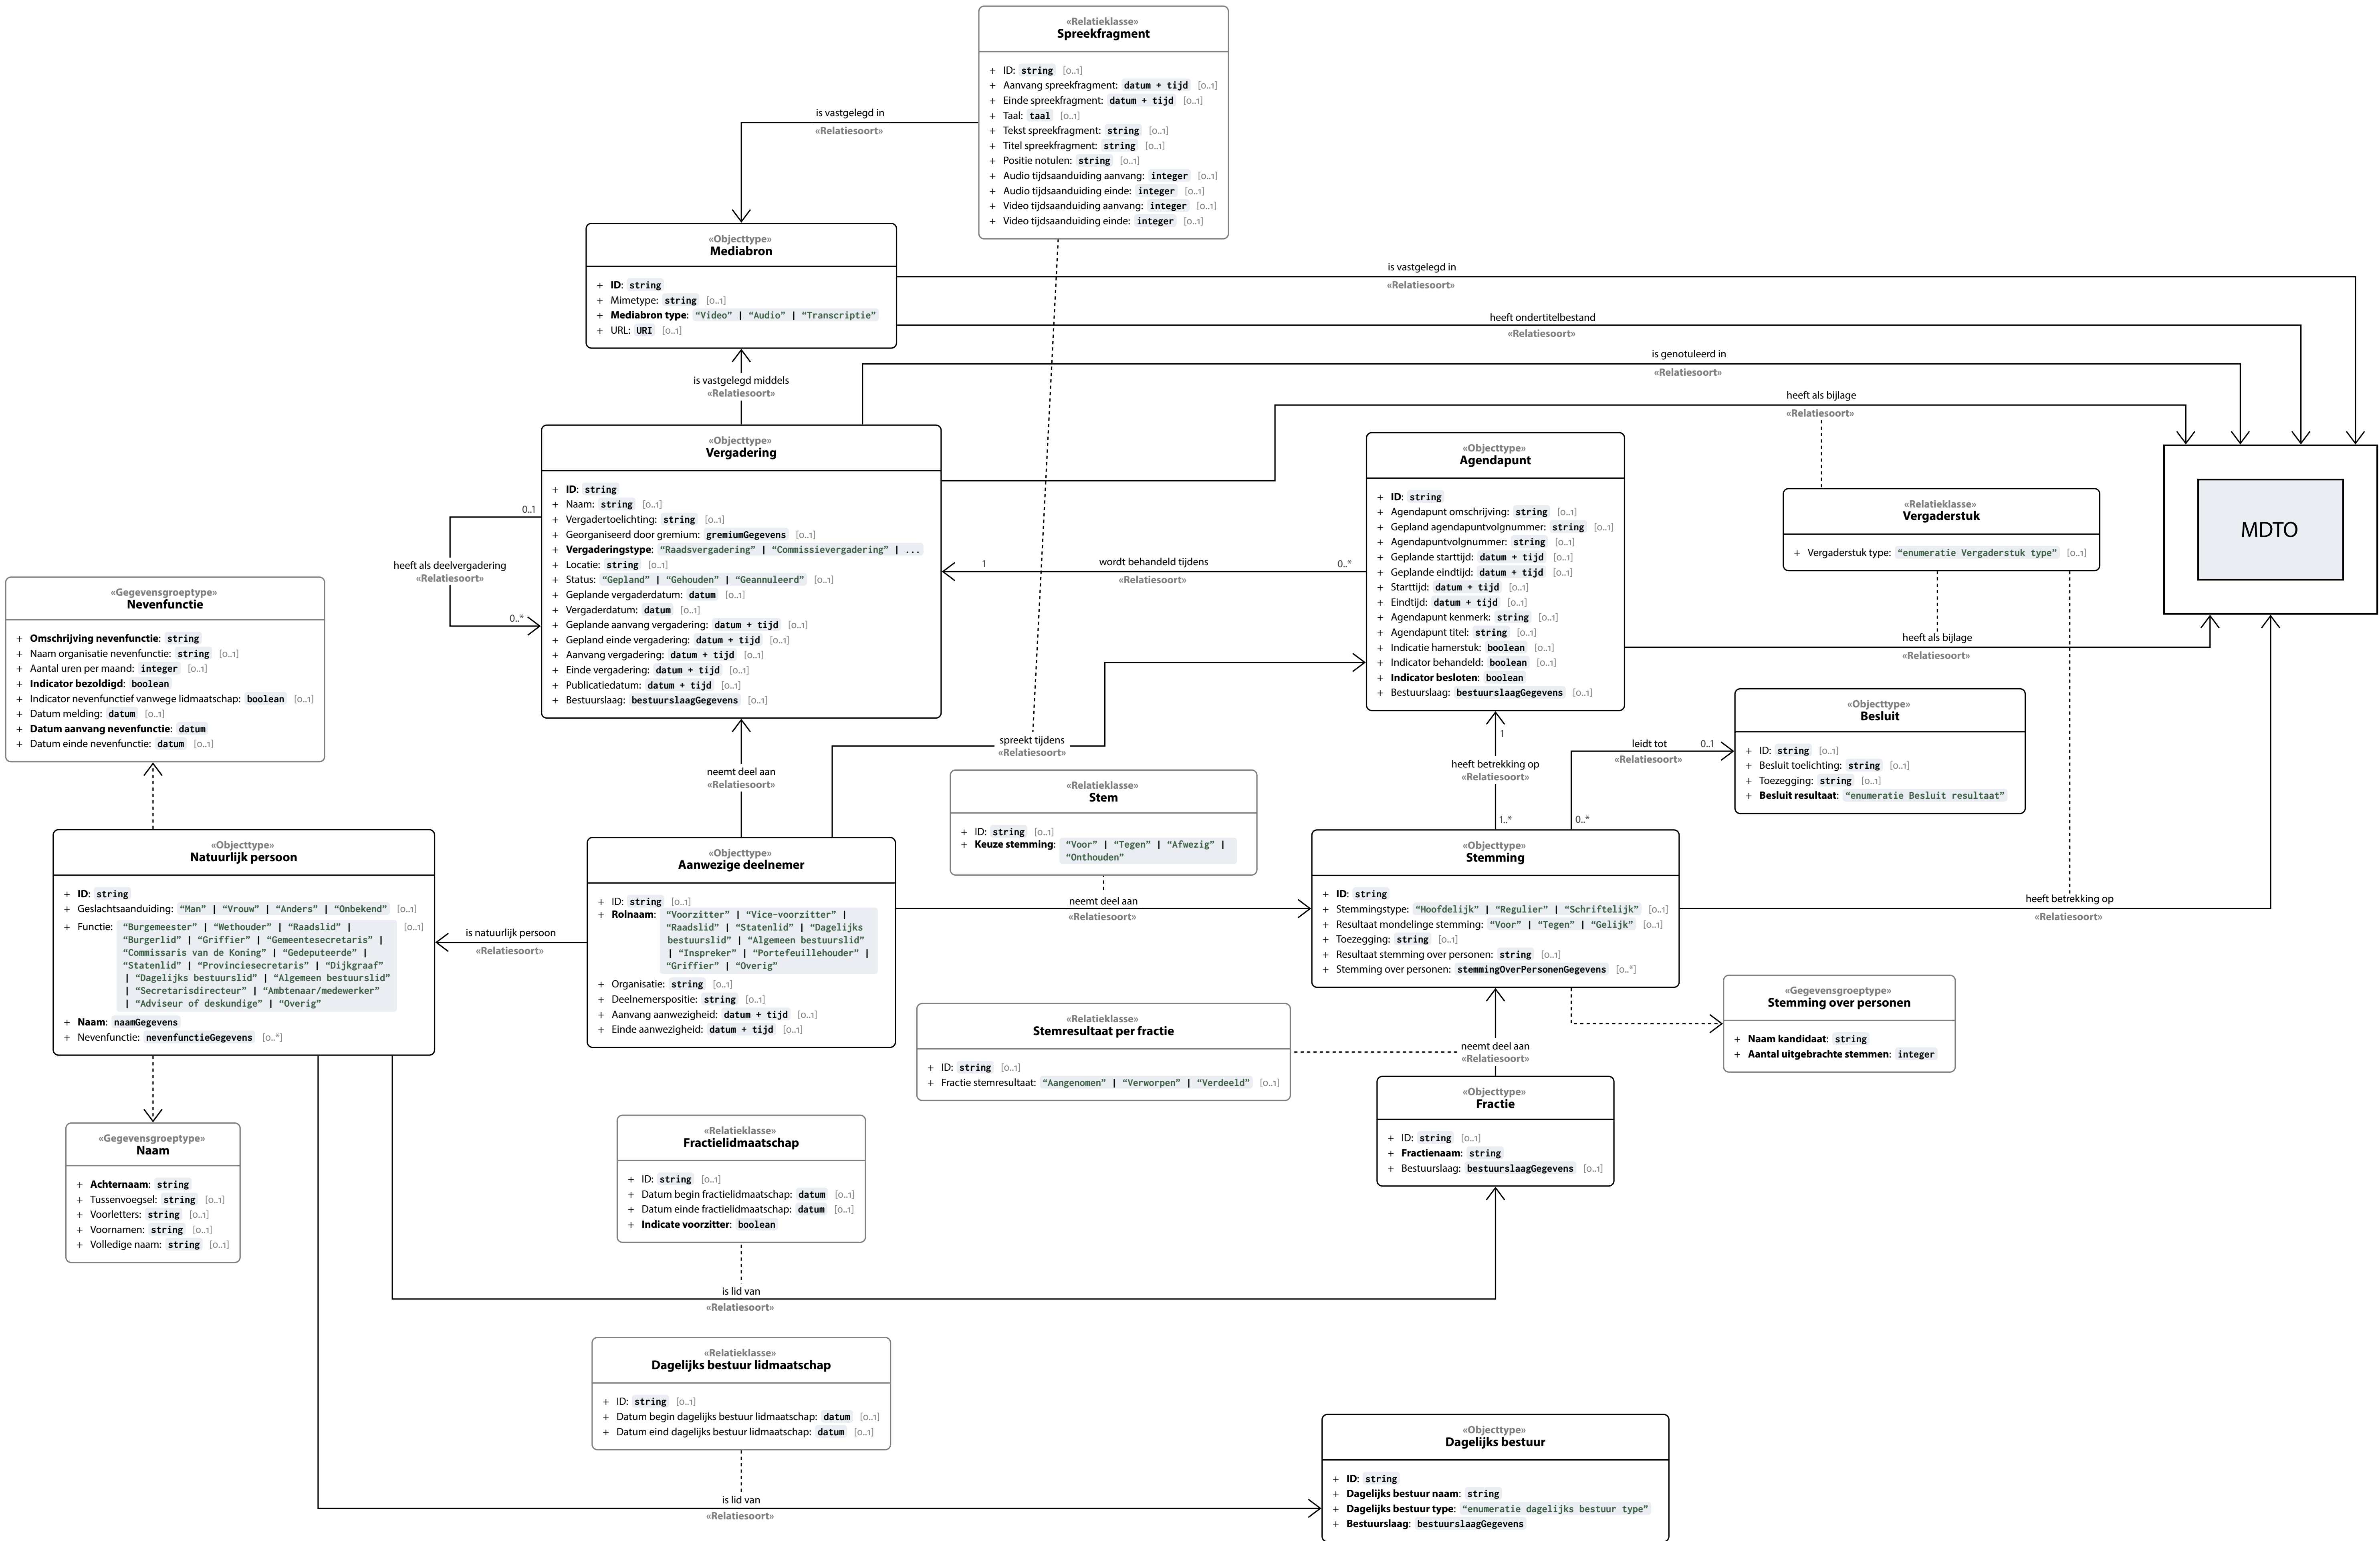 «Relatieklasse»
Spreekfragment
+ ID: string [0..1]
+ Aanvang spreekfragment: datum + tijd [0..1]
+ Einde spreekfragment: datum + tijd [0..1]
+ Taal: taal [0..1]
+ Tekst spreekfragment: string [0..1]
+ Titel spreekfragment: string [0..1]
+ Positie notulen: string [0..1]
+ Audio tijdsaanduiding aanvang: integer [0..1]
+ Audio tijdsaanduiding einde: integer [0..1]
+ Video tijdsaanduiding aanvang: integer [0..1]
+ Video tijdsaanduiding einde: integer [0..1]
is vastgelegd in
«Relatiesoort»
«Objecttype»
Mediabron
+ ID: string
+ Mimetype: string [0..1]
+ Mediabron type: “Video” | “Audio” | “Transcriptie”
+ URL: URI [0..1]
is vastgelegd in
«Relatiesoort»
heeft ondertitelbestand
«Relatiesoort»
is genotuleerd in
«Relatiesoort»
heeft als bijlage
«Relatiesoort»
is vastgelegd middels
«Relatiesoort»
«Objecttype»
Vergadering
+ ID: string
+ Naam: string [0..1]
+ Vergadertoelichting: string [0..1]
+ Georganiseerd door gremium: gremiumGegevens [0..1]
+ Vergaderingstype: “Raadsvergadering” | “Commissievergadering” | ...
+ Locatie: string [0..1]
+ Status: “Gepland” | “Gehouden” | “Geannuleerd” [0..1]
+ Geplande vergaderdatum: datum [0..1]
+ Vergaderdatum: datum [0..1]
+ Geplande aanvang vergadering: datum + tijd [0..1]
+ Gepland einde vergadering: datum + tijd [0..1]
+ Aanvang vergadering: datum + tijd [0..1]
+ Einde vergadering: datum + tijd [0..1]
+ Publicatiedatum: datum + tijd [0..1]
+ Bestuurslaag: bestuurslaagGegevens [0..1]
0..1
heeft als deelvergadering
«Relatiesoort»
0..*
1
wordt behandeld tijdens
0..*
«Relatiesoort»
«Objecttype»
Agendapunt
+ ID: string
+ Agendapunt omschrijving: string [0..1]
+ Gepland agendapuntvolgnummer: string [0..1]
+ Agendapuntvolgnummer: string [0..1]
+ Geplande starttijd: datum + tijd [0..1]
+ Geplande eindtijd: datum + tijd [0..1]
+ Starttijd: datum + tijd [0..1]
+ Eindtijd: datum + tijd [0..1]
+ Agendapunt kenmerk: string [0..1]
+ Agendapunt titel: string [0..1]
+ Indicatie hamerstuk: boolean [0..1]
+ Indicator behandeld: boolean [0..1]
+ Indicator besloten: boolean
+ Bestuurslaag: bestuurslaagGegevens [0..1]
«Relatieklasse»
Vergaderstuk
+ Vergaderstuk type: “enumeratie Vergaderstuk type” [0..1]
MDTO
heeft als bijlage
«Relatiesoort»
«Gegevensgroeptype»
Nevenfunctie
+ Omschrijving nevenfunctie: string
+ Naam organisatie nevenfunctie: string [0..1]
+ Aantal uren per maand: integer [0..1]
+ Indicator bezoldigd: boolean
+ Indicator nevenfunctief vanwege lidmaatschap: boolean [0..1]
+ Datum melding: datum [0..1]
+ Datum aanvang nevenfunctie: datum
+ Datum einde nevenfunctie: datum [0..1]
neemt deel aan
«Relatiesoort»
spreekt tijdens
«Relatiesoort»
1
heeft betrekking op
«Relatiesoort»
1..*
leidt tot
0..1
«Relatiesoort»
0..*
«Objecttype»
Besluit
+ ID: string [0..1]
+ Besluit toelichting: string [0..1]
+ Toezegging: string [0..1]
+ Besluit resultaat: “enumeratie Besluit resultaat”
«Relatieklasse»
Stem
+ ID: string [0..1]
+ Keuze stemming: “Voor” | “Tegen” | “Afwezig” |
“Onthouden”
«Objecttype»
Natuurlijk persoon
+ ID: string
+ Geslachtsaanduiding: “Man” | “Vrouw” | “Anders” | “Onbekend” [0..1]
+ Functie: “Burgemeester” | “Wethouder” | “Raadslid” | [0..1]
“Burgerlid” | “Griffier” | “Gemeentesecretaris” |
“Commissaris van de Koning” | “Gedeputeerde” |
“Statenlid” | “Provinciesecretaris” | “Dijkgraaf”
| “Dagelijks bestuurslid” | “Algemeen bestuurslid”
| “Secretarisdirecteur” | “Ambtenaar/medewerker”
| “Adviseur of deskundige” | “Overig”
+ Naam: naamGegevens
+ Nevenfunctie: nevenfunctieGegevens [0..*]
is natuurlijk persoon
«Relatiesoort»
«Objecttype»
Aanwezige deelnemer
+ ID: string [0..1]
+ Rolnaam: “Voorzitter” | “Vice-voorzitter” |
“Raadslid” | “Statenlid” | “Dagelijks
bestuurslid” | “Algemeen bestuurslid”
| “Inspreker” | “Portefeuillehouder” |
“Griffier” | “Overig”
+ Organisatie: string [0..1]
+ Deelnemerspositie: string [0..1]
+ Aanvang aanwezigheid: datum + tijd [0..1]
+ Einde aanwezigheid: datum + tijd [0..1]
neemt deel aan
«Relatiesoort»
«Objecttype»
Stemming
+ ID: string
+ Stemmingstype: “Hoofdelijk” | “Regulier” | “Schriftelijk” [0..1]
+ Resultaat mondelinge stemming: “Voor” | “Tegen” | “Gelijk” [0..1]
+ Toezegging: string [0..1]
+ Resultaat stemming over personen: string [0..1]
+ Stemming over personen: stemmingOverPersonenGegevens [0..*]
heeft betrekking op
«Relatiesoort»
«Gegevensgroeptype»
Stemming over personen
+ Naam kandidaat: string
+ Aantal uitgebrachte stemmen: integer
«Relatieklasse»
Stemresultaat per fractie
+ ID: string [0..1]
+ Fractie stemresultaat: “Aangenomen” | “Verworpen” | “Verdeeld” [0..1]
neemt deel aan
«Relatiesoort»
«Objecttype»
Fractie
+ ID: string [0..1]
+ Fractienaam: string
+ Bestuurslaag: bestuurslaagGegevens [0..1]
«Gegevensgroeptype»
Naam
+ Achternaam: string
+ Tussenvoegsel: string [0..1]
+ Voorletters: string [0..1]
+ Voornamen: string [0..1]
+ Volledige naam: string [0..1]
«Relatieklasse»
Fractielidmaatschap
+ ID: string [0..1]
+ Datum begin fractielidmaatschap: datum [0..1]
+ Datum einde fractielidmaatschap: datum [0..1]
+ Indicate voorzitter: boolean
is lid van
«Relatiesoort»
«Relatieklasse»
Dagelijks bestuur lidmaatschap
+ ID: string [0..1]
+ Datum begin dagelijks bestuur lidmaatschap: datum [0..1]
+ Datum eind dagelijks bestuur lidmaatschap: datum [0..1]
is lid van
«Relatiesoort»
«Objecttype»
Dagelijks bestuur
+ ID: string
+ Dagelijks bestuur naam: string
+ Dagelijks bestuur type: “enumeratie dagelijks bestuur type”
+ Bestuurslaag: bestuurslaagGegevens